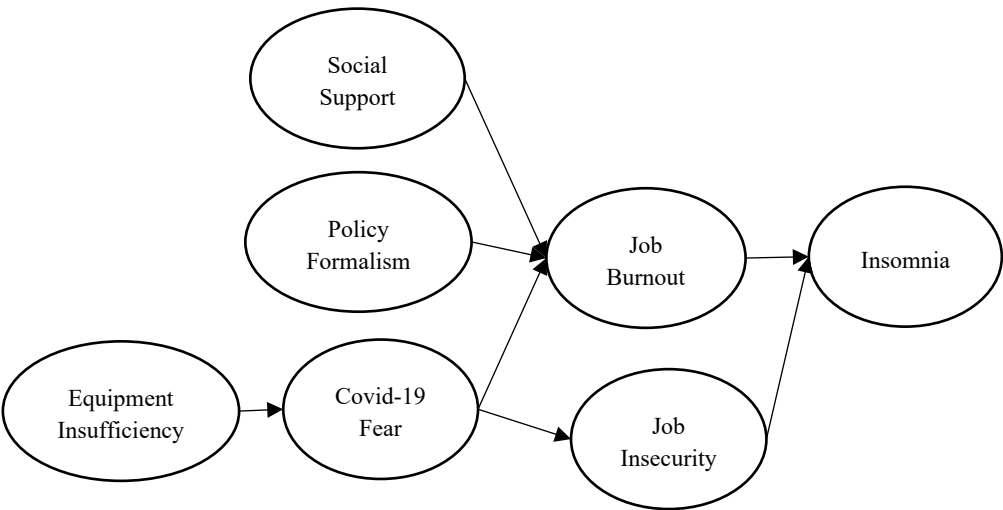 Social
Support
Policy
Formalism
Job
Burnout
Insomnia
Equipment
Insufficiency
Covid-19
Fear
Job
Insecurity